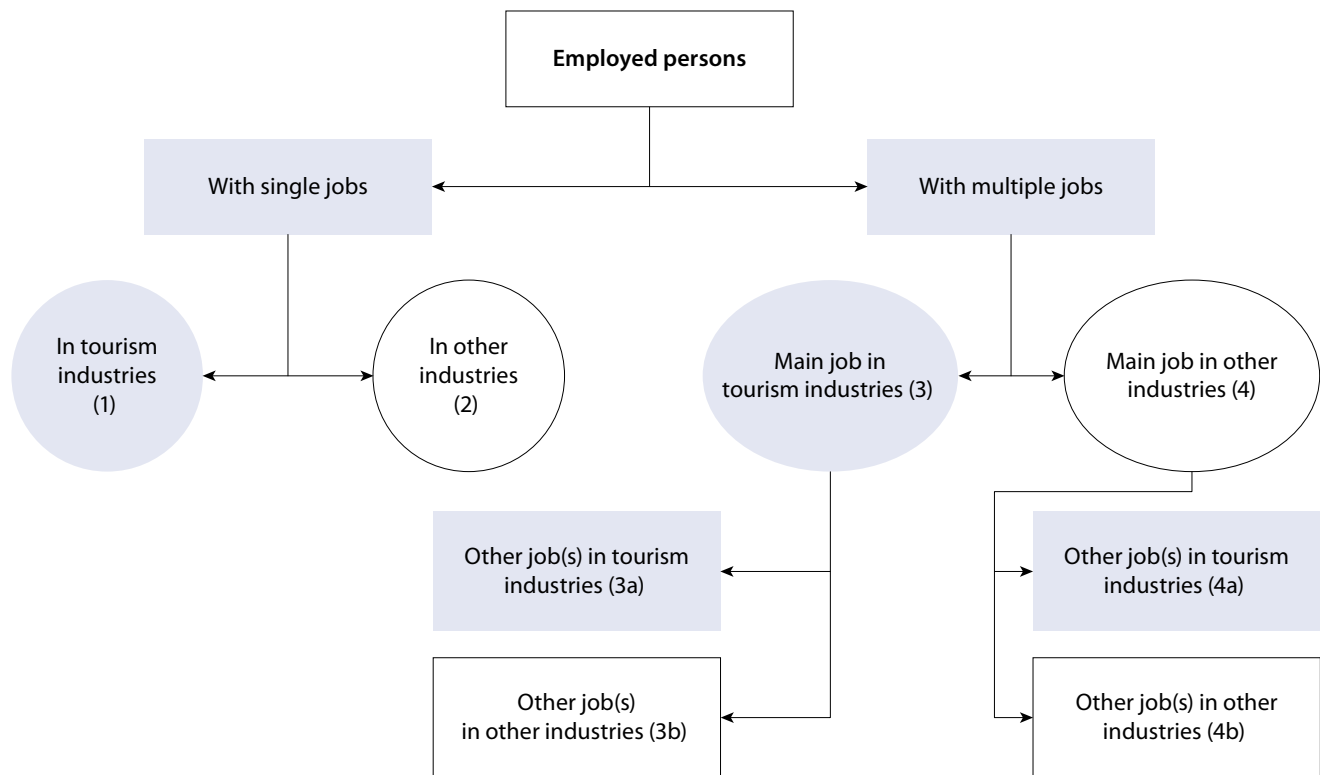 Employed persons
With single jobs
With multiple jobs
In tourism
industries
(1)
In other
industries
(2)
Main job in
tourism industries (3)
Main job in other
industries (4)
Other job(s) in tourism
industries (3a)
Other job(s) in tourism
industries (4a)
Other job(s)
in other industries (3b)
Other job(s) in other
industries (4b)